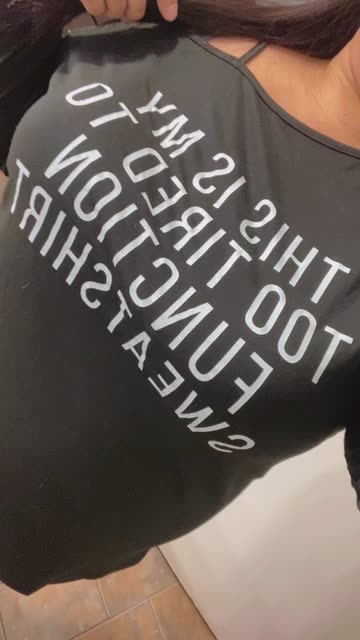 THIS IS MY
TOO TIRED TO
FUNCTION
SWEATSHIRT